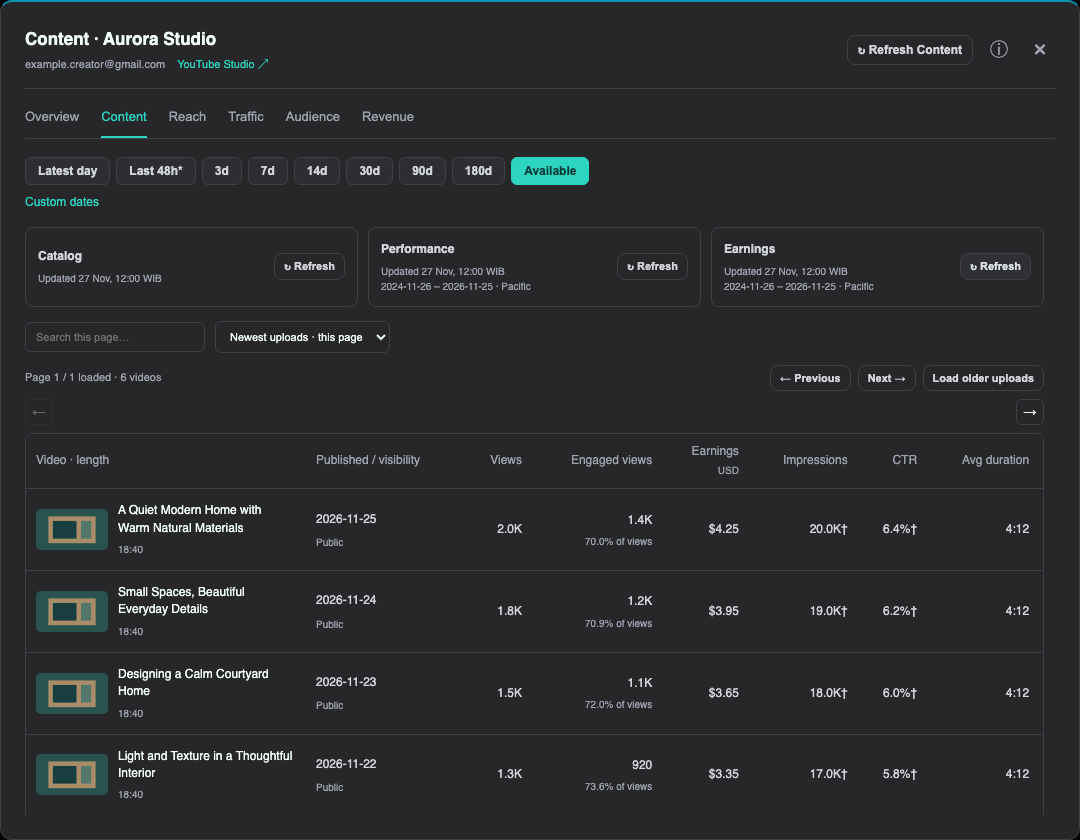 Content · Aurora Studio
example.creator@gmail.com YouTube Studio ↗
↻ Refresh Content ⓘ ×
Overview Content Reach Traffic Audience Revenue
Latest day Last 48h* 3d 7d 14d 30d 90d 180d Available
Custom dates
Catalog
Updated 27 Nov, 12:00 WIB
↻ Refresh
Performance
Updated 27 Nov, 12:00 WIB
2024-11-26 – 2026-11-25 · Pacific
↻ Refresh
Earnings
Updated 27 Nov, 12:00 WIB
2024-11-26 – 2026-11-25 · Pacific
↻ Refresh
Search this page…
Newest uploads · this page
Page 1 / 1 loaded · 6 videos
← Previous Next → Load older uploads
← →
Video · length Published / visibility Views Engaged views Earnings USD Impressions CTR Avg duration
A Quiet Modern Home with
Warm Natural Materials
18:40
2026-11-25
Public
2.0K
1.4K
70.0% of views
$4.25
20.0K†
6.4%†
4:12
Small Spaces, Beautiful
Everyday Details
18:40
2026-11-24
Public
1.8K
1.2K
70.9% of views
$3.95
19.0K†
6.2%†
4:12
Designing a Calm Courtyard
Home
18:40
2026-11-23
Public
1.5K
1.1K
72.0% of views
$3.65
18.0K†
6.0%†
4:12
Light and Texture in a Thoughtful
Interior
18:40
2026-11-22
Public
1.3K
920
73.6% of views
$3.35
17.0K†
5.8%†
4:12